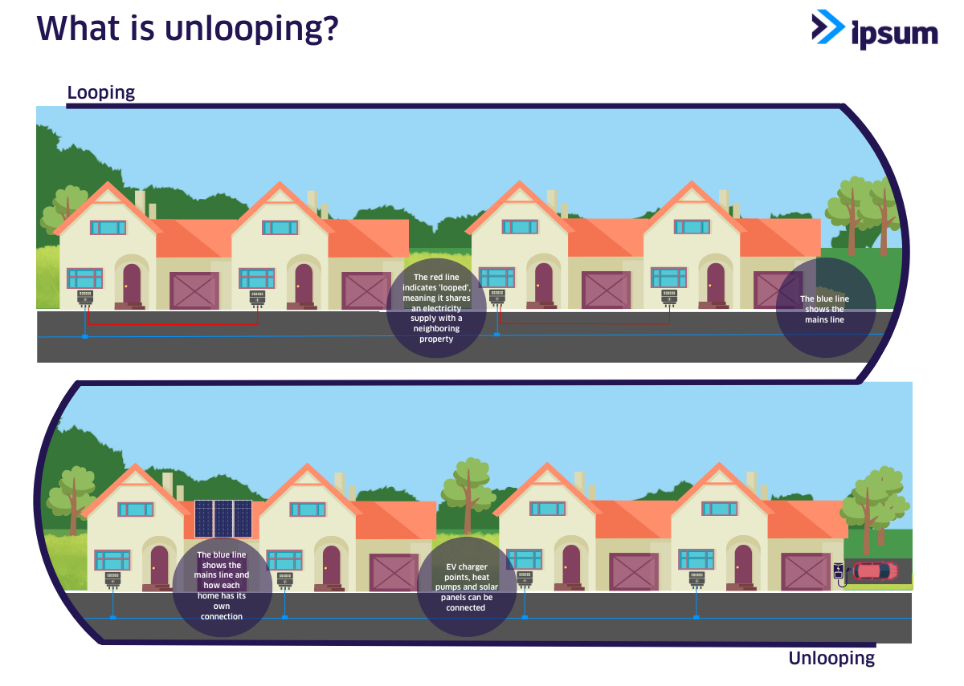 What is unlooping?
ipsum
Looping
The red line
indicates 'looped',
meaning it shares
an electricity
supply with a
neighboring
property
The blue line
shows the
mains line
The blue line
shows the
mains line and
how each
home has its
own
connection
EV charger
points, heat
pumps and solar
panels can be
connected
Unlooping